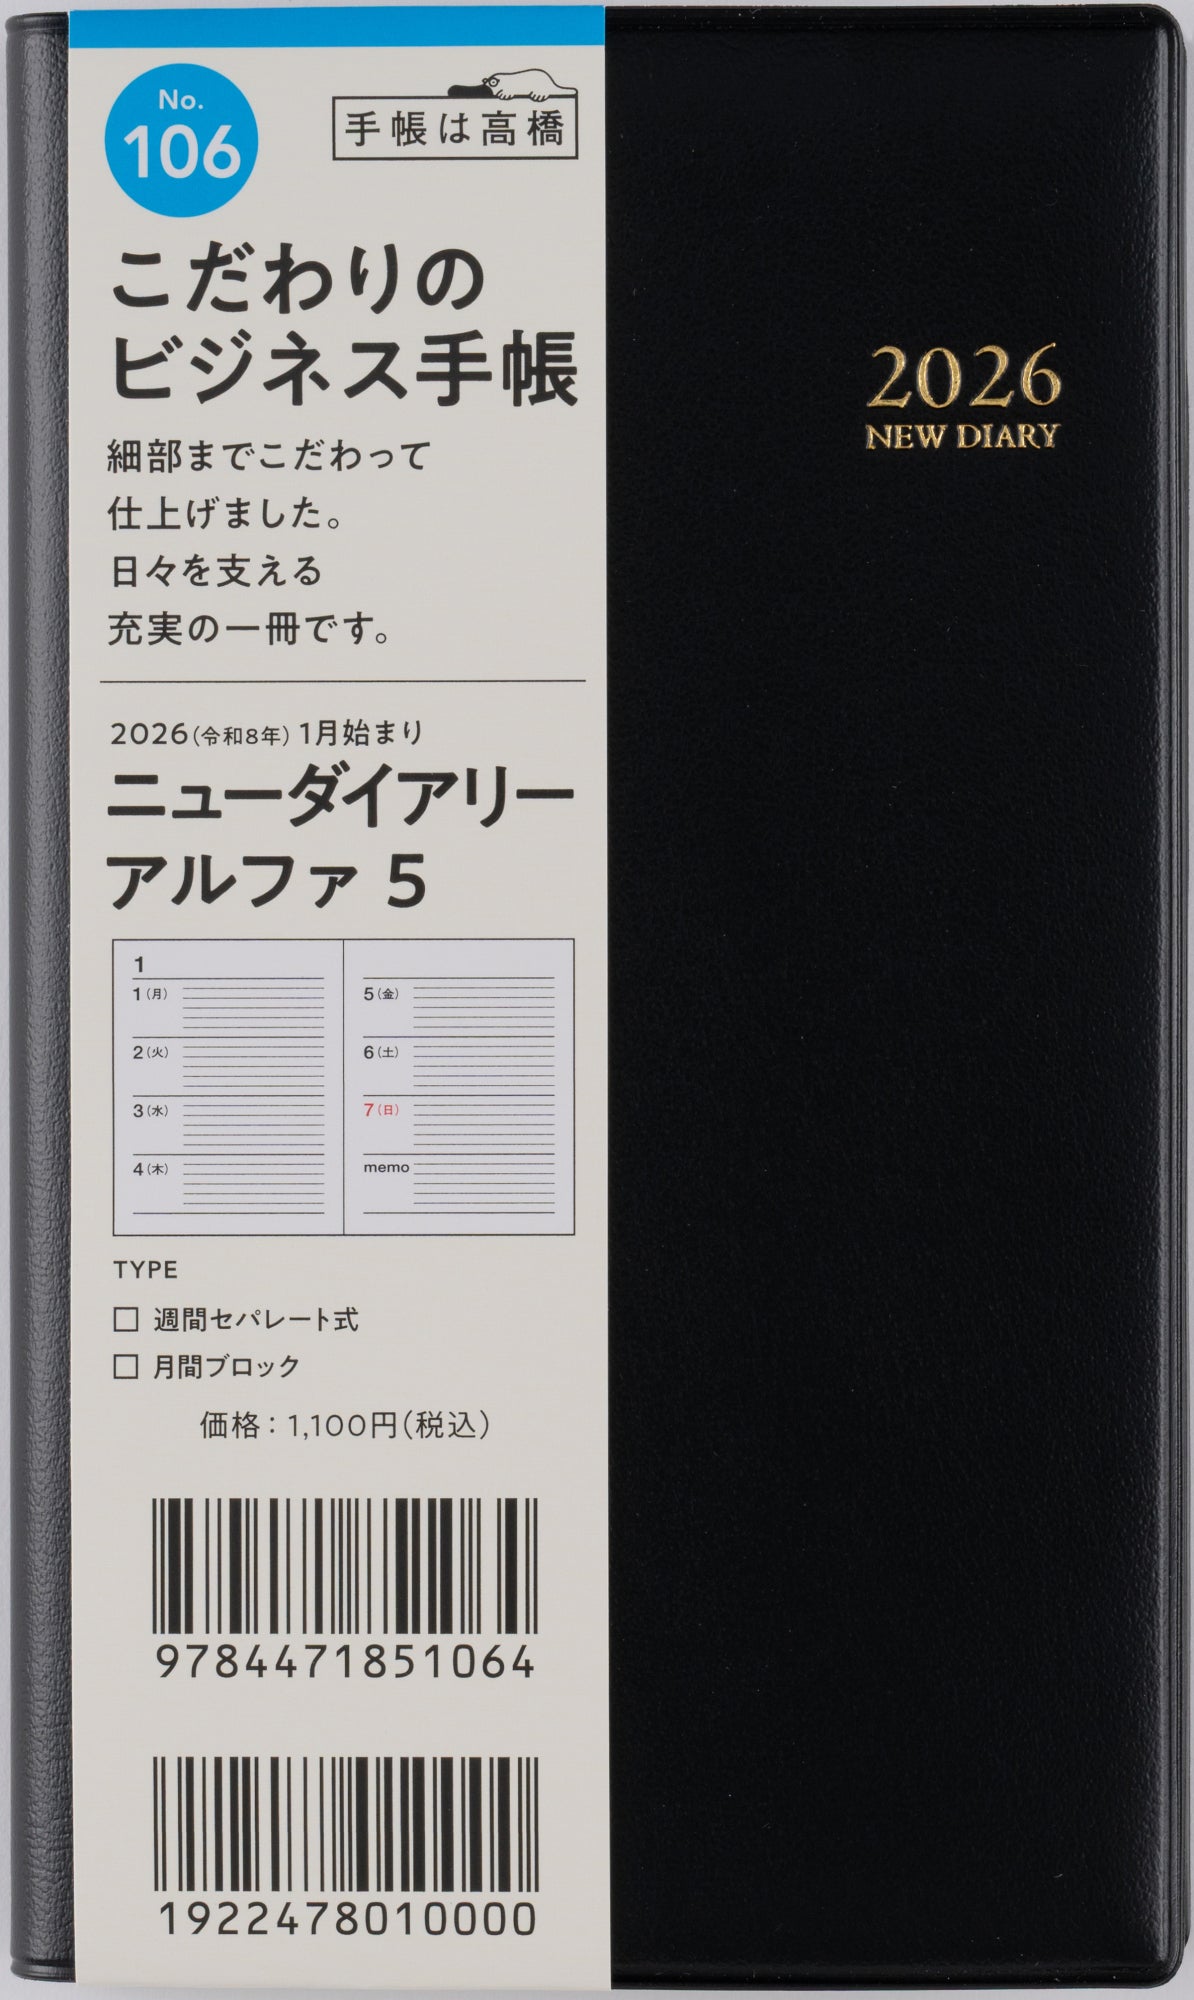 No.
106
手帳は高橋
こだわりの
ビジネス手帳
細部までこだわって
仕上げました。
日々を支える
充実の一冊です。
2026(令和8年)1月始まり
ニューダイアリー
アルファ 5
1
1(月)
2(火)
3(水)
4(木)
5(金)
6(土)
7(日)
memo
TYPE
□ 週間セパレート式
□ 月間ブロック
価格:1,100円(税込)
9784471851064
1922478010000
2026
NEW DIARY